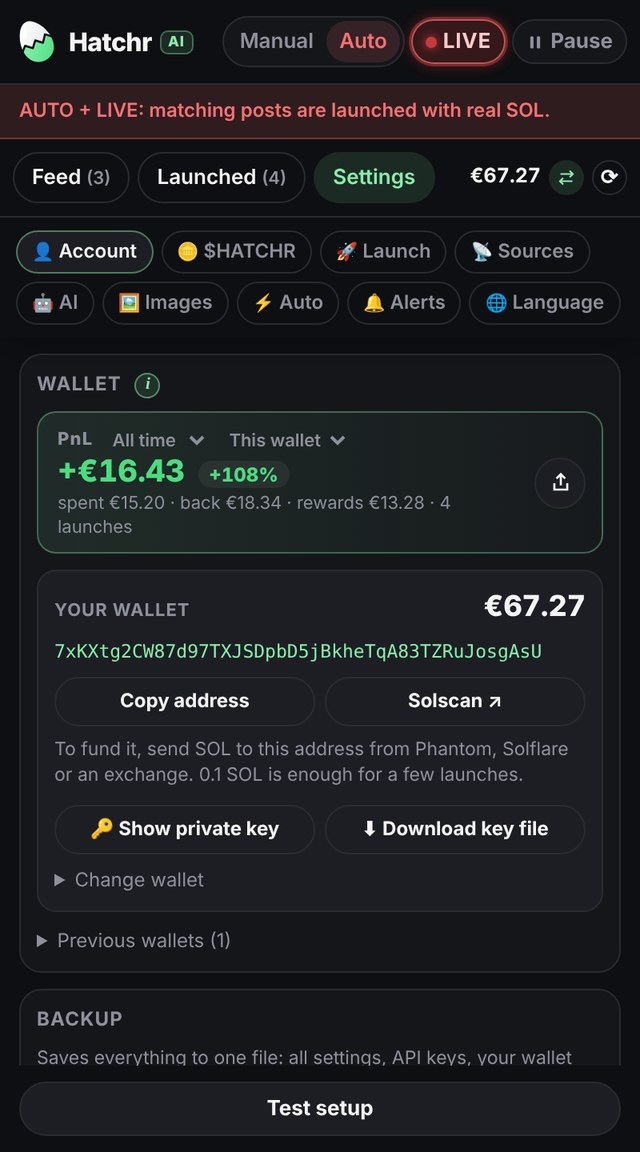 Hatchr AI Manual Auto LIVE Pause
AUTO + LIVE: matching posts are launched with real SOL.
Feed (3) Launched (4) Settings €67.27
Account $HATCHR Launch Sources
AI Images Auto Alerts Language
WALLET i
PnL All time This wallet
+€16.43 +108%
spent €15.20 · back €18.34 · rewards €13.28 · 4
launches
YOUR WALLET €67.27
7xKXtg2CW87d97TXJSDpbD5jBkheTqA83TZRuJosgAsU
Copy address Solscan ↗
To fund it, send SOL to this address from Phantom, Solflare
or an exchange. 0.1 SOL is enough for a few launches.
🔑 Show private key ⬇ Download key file
▶ Change wallet
▶ Previous wallets (1)
BACKUP
Saves everything to one file: all settings, API keys, your wallet
Test setup